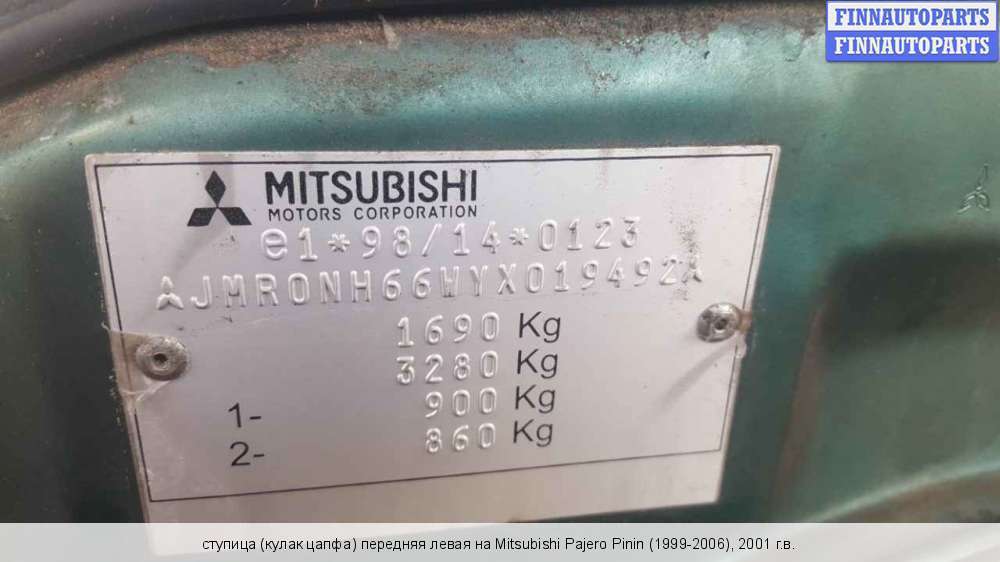 FINNAUTOPARTS
FINNAUTOPARTS
MITSUBISHI
MOTORS CORPORATION
e1*98/14*0123
JMR0NH66WYX019492
1690 Kg
3280 Kg
1- 900 Kg
2- 860 Kg
ступица (кулак цапфа) передняя левая на Mitsubishi Pajero Pinin (1999-2006), 2001 г.в.